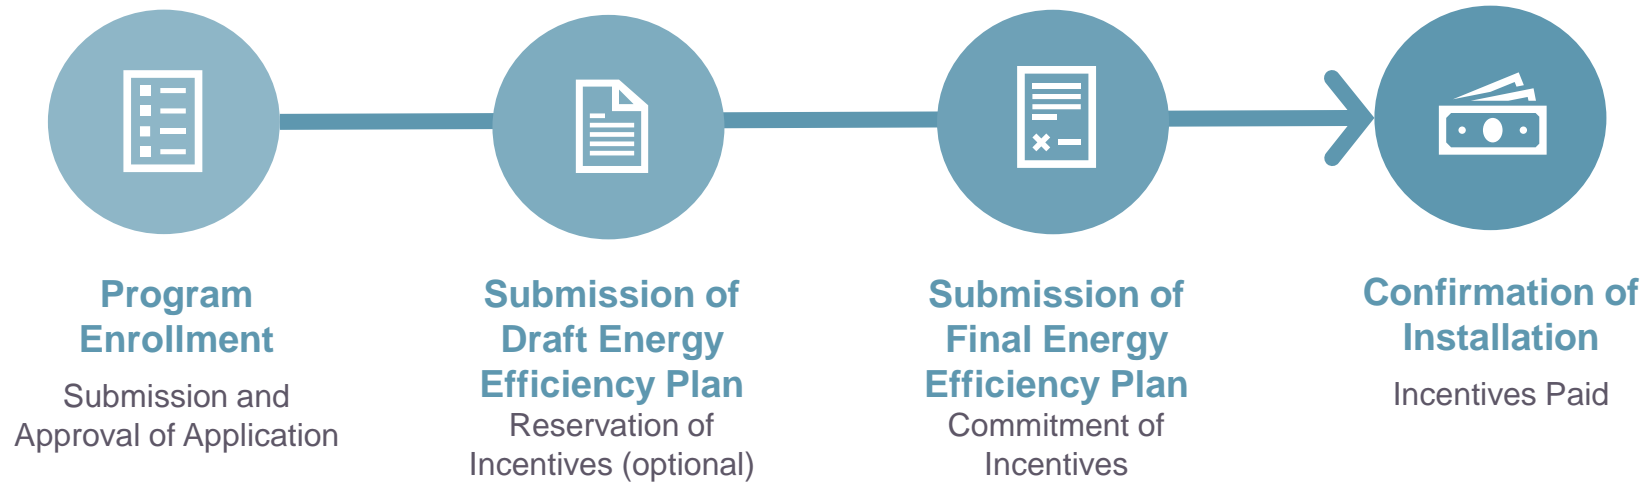 Program
Enrollment
Submission and
Approval of Application
Submission of
Draft Energy
Efficiency Plan
Reservation of
Incentives (optional)
Submission of
Final Energy
Efficiency Plan
Commitment of
Incentives
Confirmation of
Installation
Incentives Paid